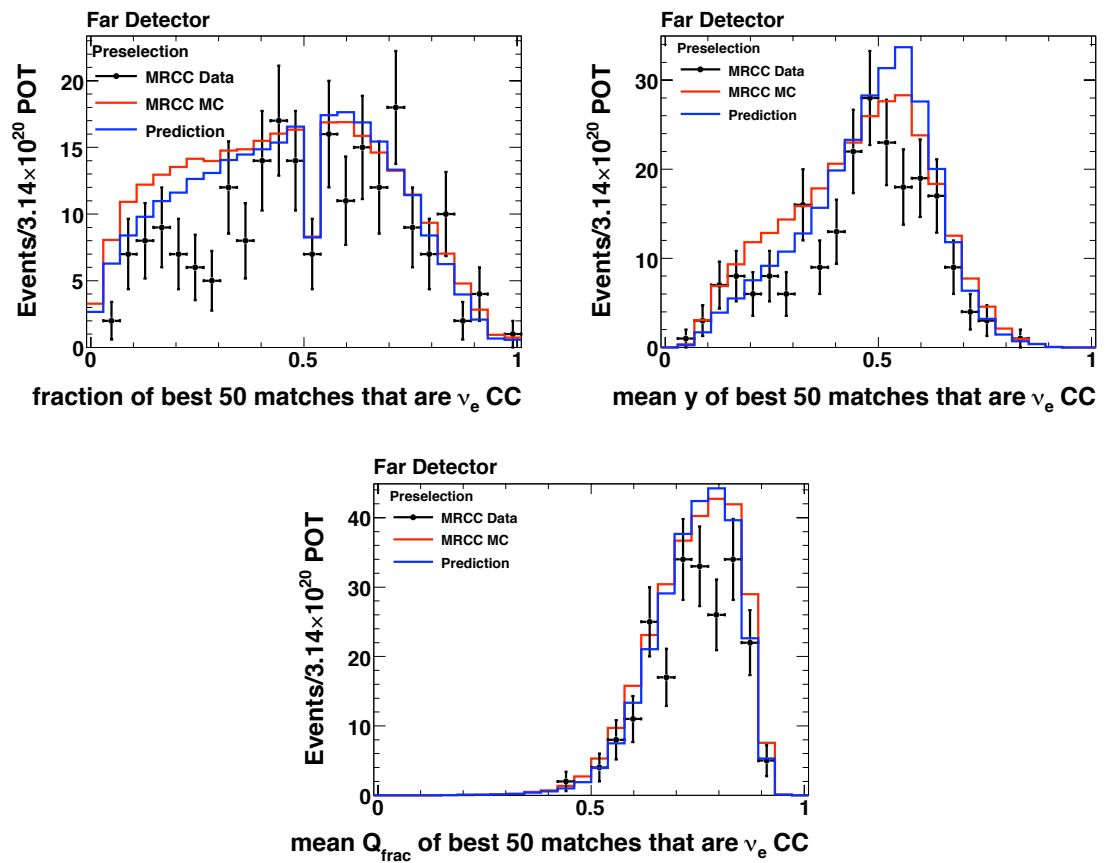 Far Detector
Preselection
MRCC Data
MRCC MC
Prediction
Events/3.14×10²⁰ POT
20
15
10
5
0
0
0.5
1
fraction of best 50 matches that are νₑ CC
Far Detector
Preselection
MRCC Data
MRCC MC
Prediction
Events/3.14×10²⁰ POT
30
20
10
0
0
0.5
1
mean y of best 50 matches that are νₑ CC
Far Detector
Preselection
MRCC Data
MRCC MC
Prediction
Events/3.14×10²⁰ POT
40
30
20
10
0
0
0.5
1
mean Q_frac of best 50 matches that are νₑ CC